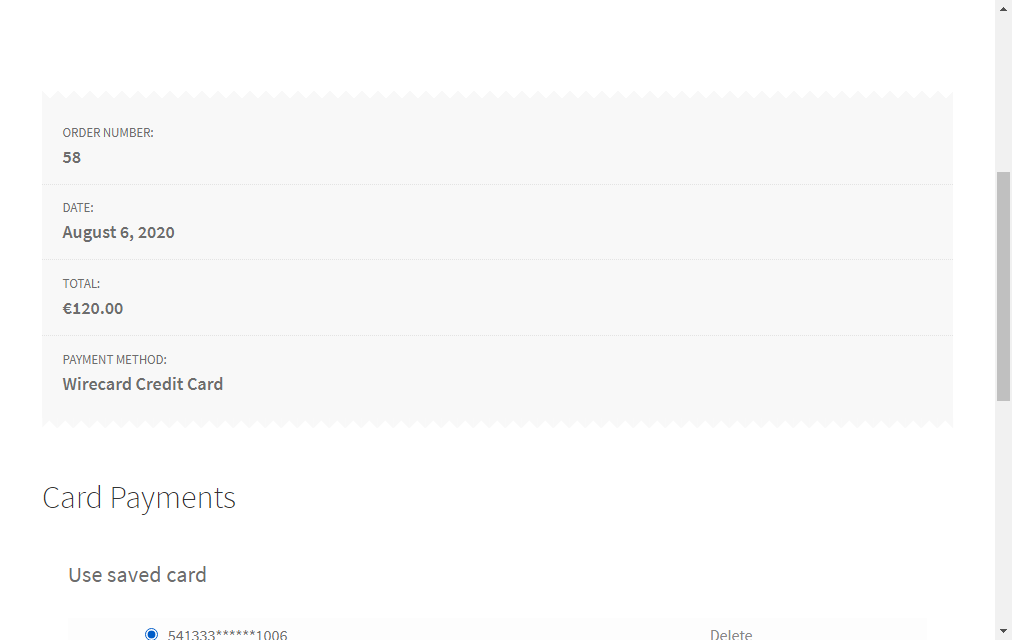 ORDER NUMBER:
58
DATE:
August 6, 2020
TOTAL:
€120.00
PAYMENT METHOD:
Wirecard Credit Card
Card Payments
Use saved card
541333******1006 Delete